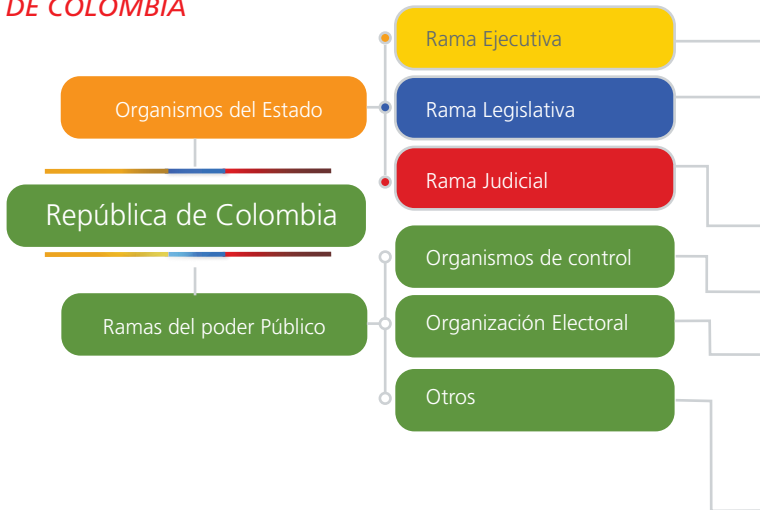 DE COLOMBIA
Rama Ejecutiva
Organismos del Estado
Rama Legislativa
Rama Judicial
República de Colombia
Organismos de control
Ramas del poder Público
Organización Electoral
Otros